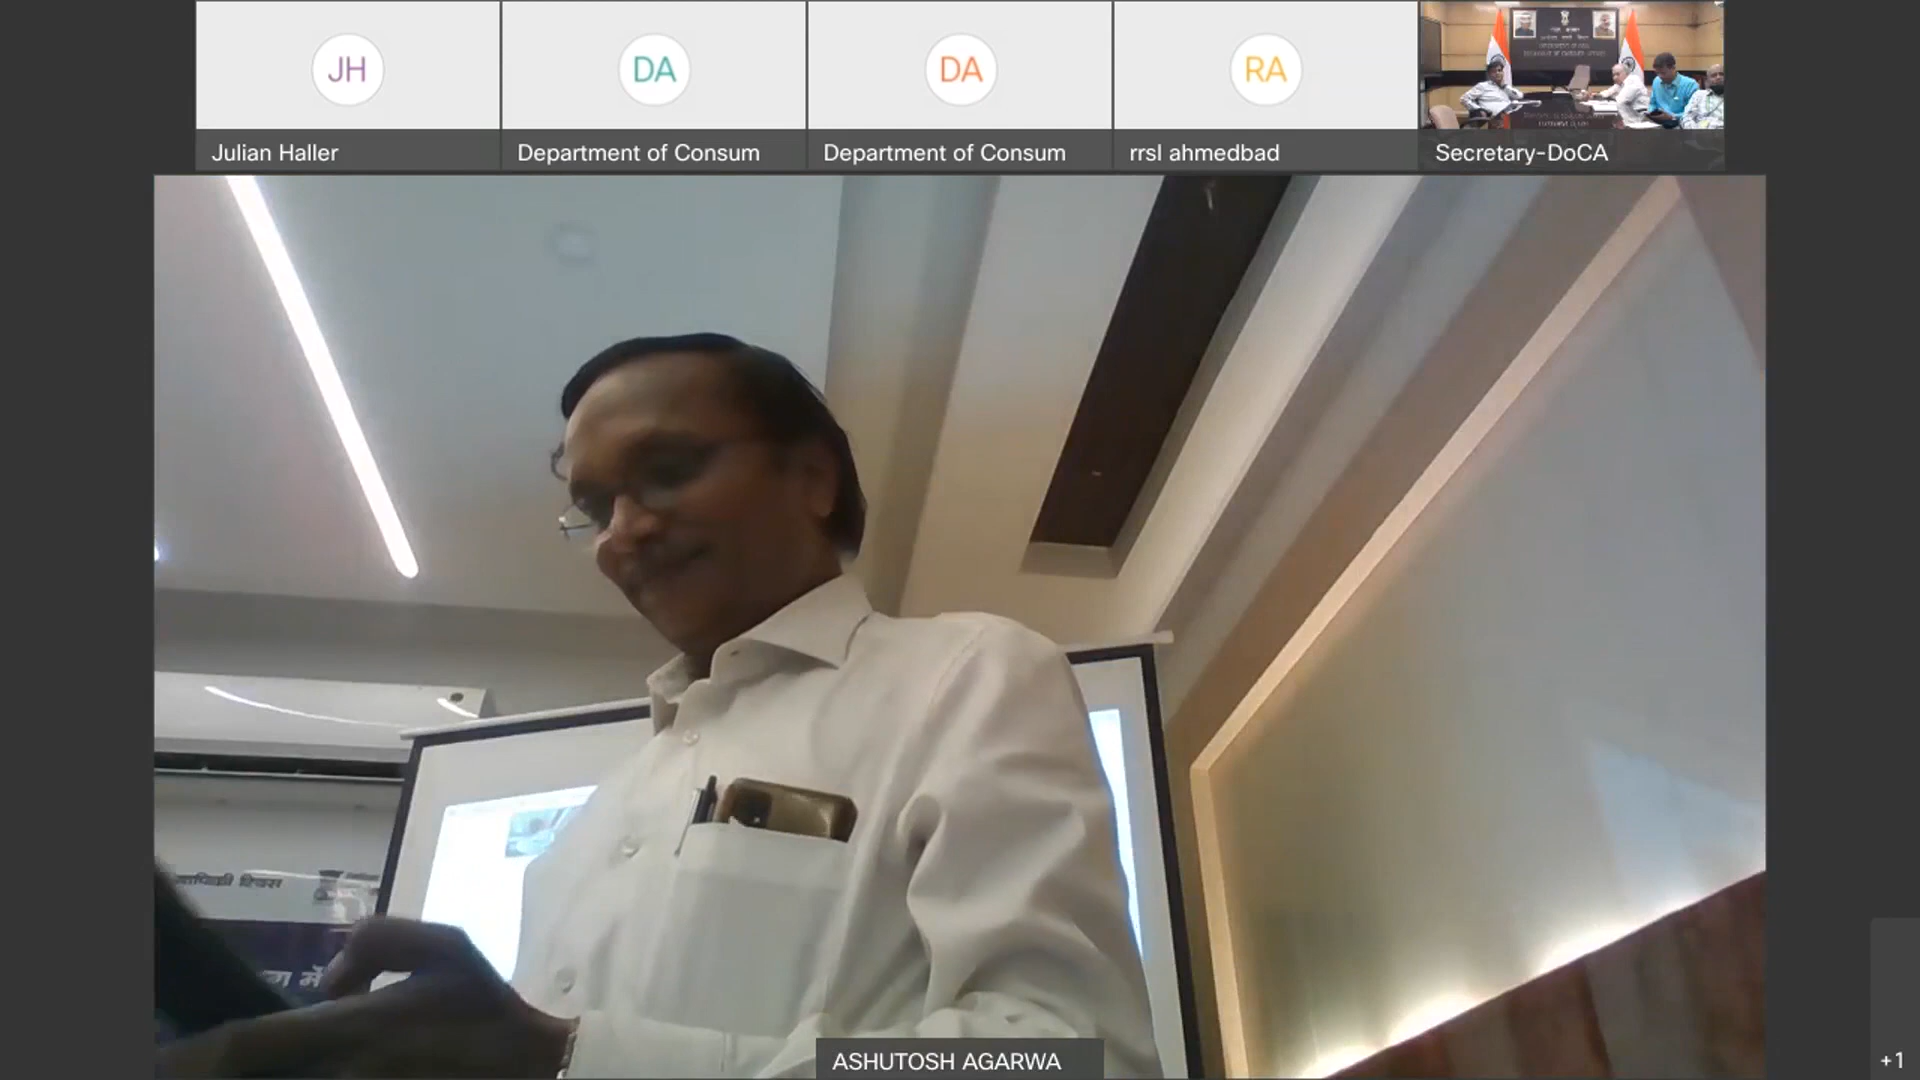 JH
DA
DA
RA
Julian Haller
Department of Consum
Department of Consum
rrsl ahmedbad
Secretary-DoCA
में
ASHUTOSH AGARWA
+1